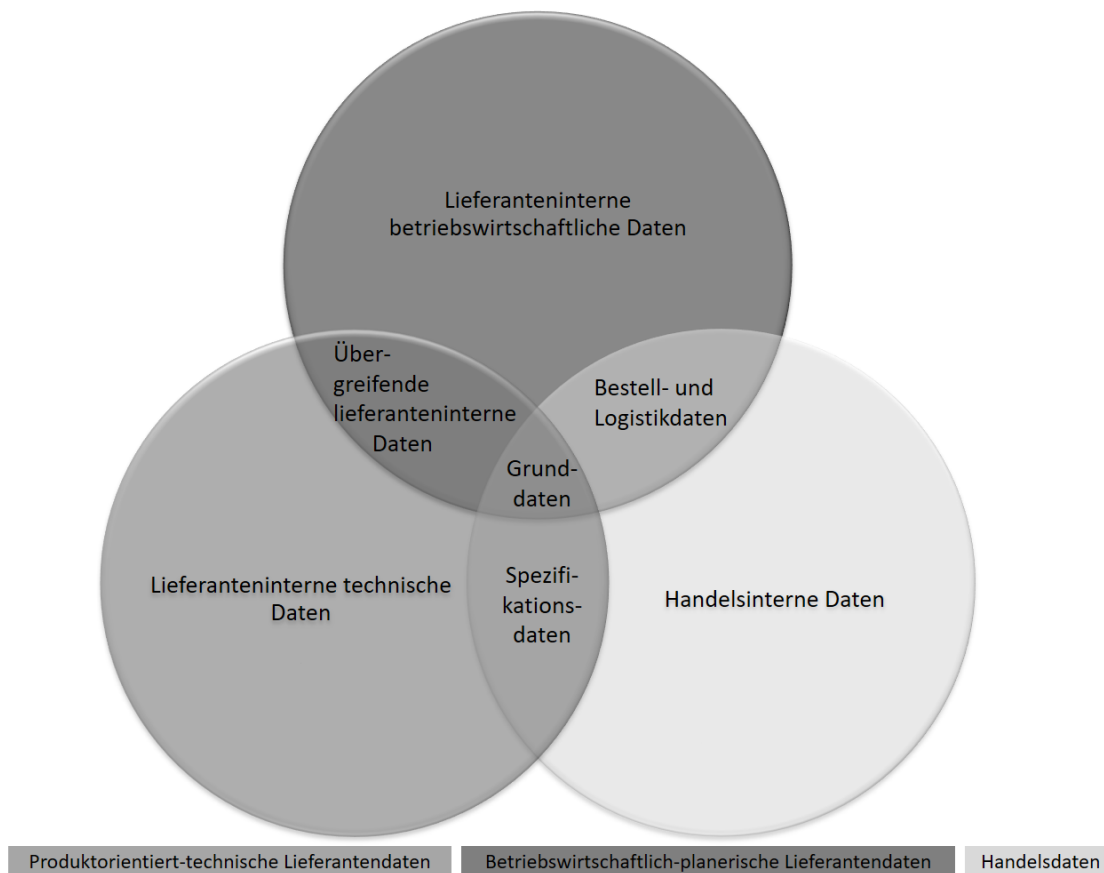 Lieferanteninterne
betriebswirtschaftliche Daten
Über-
greifende
lieferanteninterne
Daten
Bestell- und
Logistikdaten
Grund-
daten
Lieferanteninterne technische
Daten
Spezifi-
kations-
daten
Handelsinterne Daten
Produktorientiert-technische Lieferantendaten
Betriebswirtschaftlich-planerische Lieferantendaten
Handelsdaten